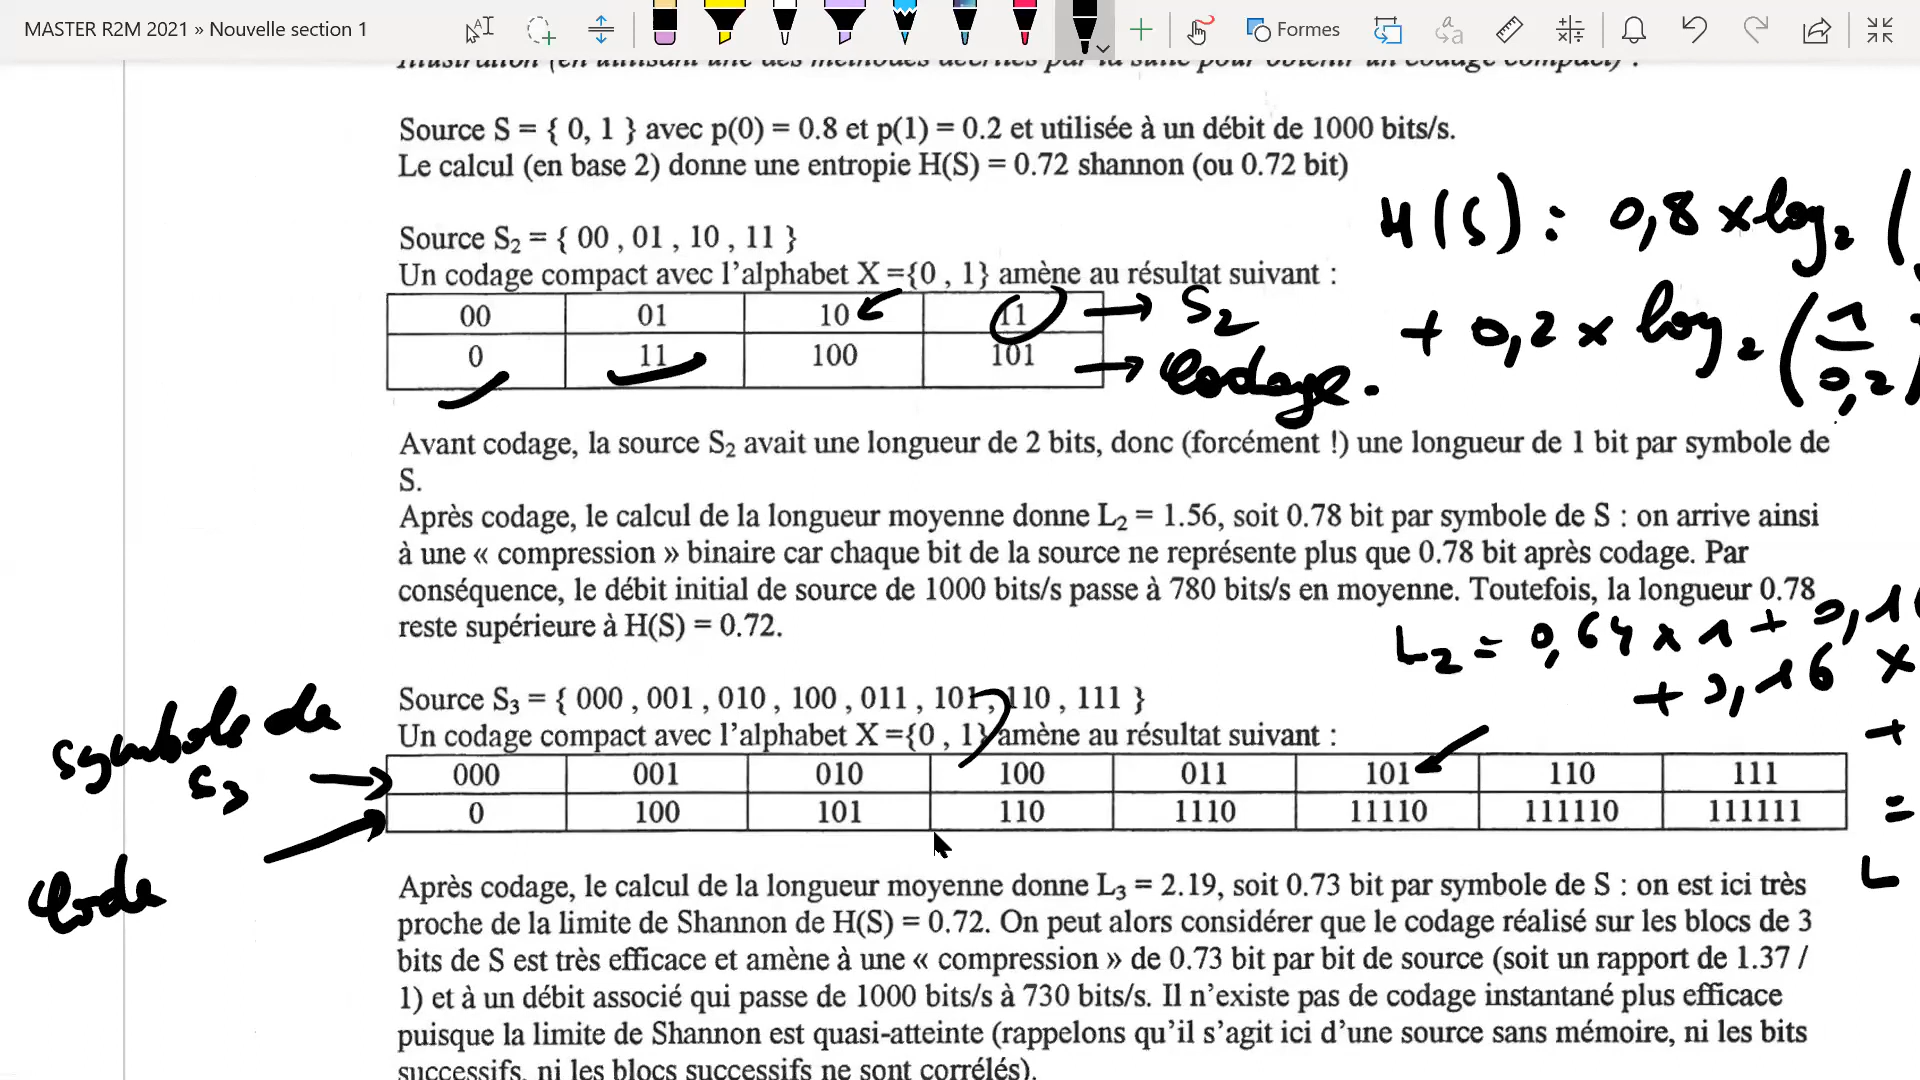 MASTER R2M 2021 » Nouvelle section 1
Formes
Illustration (en utilisant une des méthodes décrites par la suite pour obtenir un codage compact) :
Source S = { 0, 1 } avec p(0) = 0.8 et p(1) = 0.2 et utilisée à un débit de 1000 bits/s.
Le calcul (en base 2) donne une entropie H(S) = 0.72 shannon (ou 0.72 bit)
H(S): 0,8 x log₂ (
+ 0,2 x log₂ (1/0,2)
Source S₂ = { 00 , 01 , 10 , 11 }
Un codage compact avec l’alphabet X ={0 , 1} amène au résultat suivant :
00 01 10 11 → S₂
0 11 100 101 → Codage.
Avant codage, la source S₂ avait une longueur de 2 bits, donc (forcément !) une longueur de 1 bit par symbole de
S.
Après codage, le calcul de la longueur moyenne donne L₂ = 1.56, soit 0.78 bit par symbole de S : on arrive ainsi
à une « compression » binaire car chaque bit de la source ne représente plus que 0.78 bit après codage. Par
conséquence, le débit initial de source de 1000 bits/s passe à 780 bits/s en moyenne. Toutefois, la longueur 0.78
reste supérieure à H(S) = 0.72.
L₂ = 0,64 x 1 + 0,16
+ 0,16 x
+
=
L
Source S₃ = { 000 , 001 , 010 , 100 , 011 , 101 , 110 , 111 }
Un codage compact avec l’alphabet X ={0 , 1} amène au résultat suivant :
symbole de
S₃ →
000 001 010 100 011 101 110 111
0 100 101 110 1110 11110 111110 111111
Code
Après codage, le calcul de la longueur moyenne donne L₃ = 2.19, soit 0.73 bit par symbole de S : on est ici très
proche de la limite de Shannon de H(S) = 0.72. On peut alors considérer que le codage réalisé sur les blocs de 3
bits de S est très efficace et amène à une « compression » de 0.73 bit par bit de source (soit un rapport de 1.37 /
1) et à un débit associé qui passe de 1000 bits/s à 730 bits/s. Il n’existe pas de codage instantané plus efficace
puisque la limite de Shannon est quasi-atteinte (rappelons qu’il s’agit ici d’une source sans mémoire, ni les bits
successifs, ni les blocs successifs ne sont corrélés).